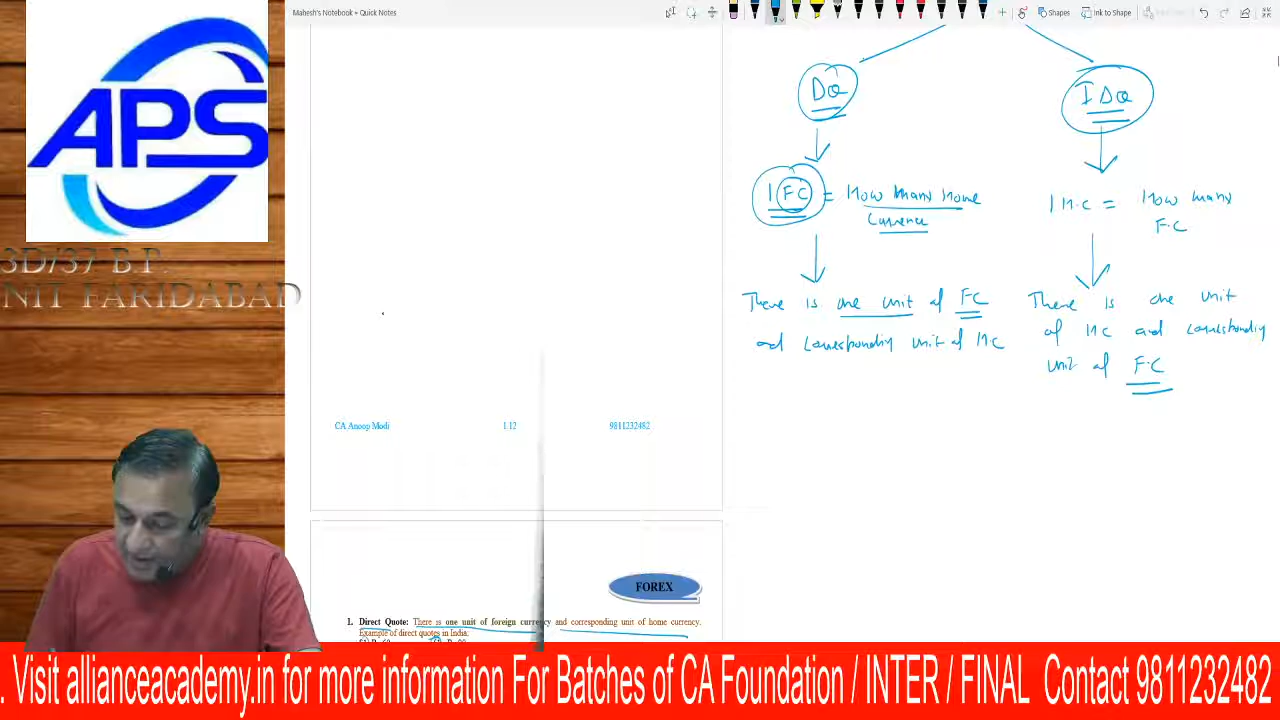 Mahesh's Notebook » Quick Notes
Shapes
Ink to Shape
APS
3D/37 B.P.
NIT FARIDABAD
DQ
IDQ
1 FC = How Many Home
Currence
1 H.C = How many
F.C
There is one unit of FC
and corresponding unit of H.C
There is one unit
of HC and corresponding
unit of F.C
CA Anoop Modi 1.12 9811232482
FOREX
1. Direct Quote: There is one unit of foreign currency and corresponding unit of home currency.
Example of direct quotes in India.
. Visit allianceacademy.in for more information For Batches of CA Foundation / INTER / FINAL Contact 9811232482